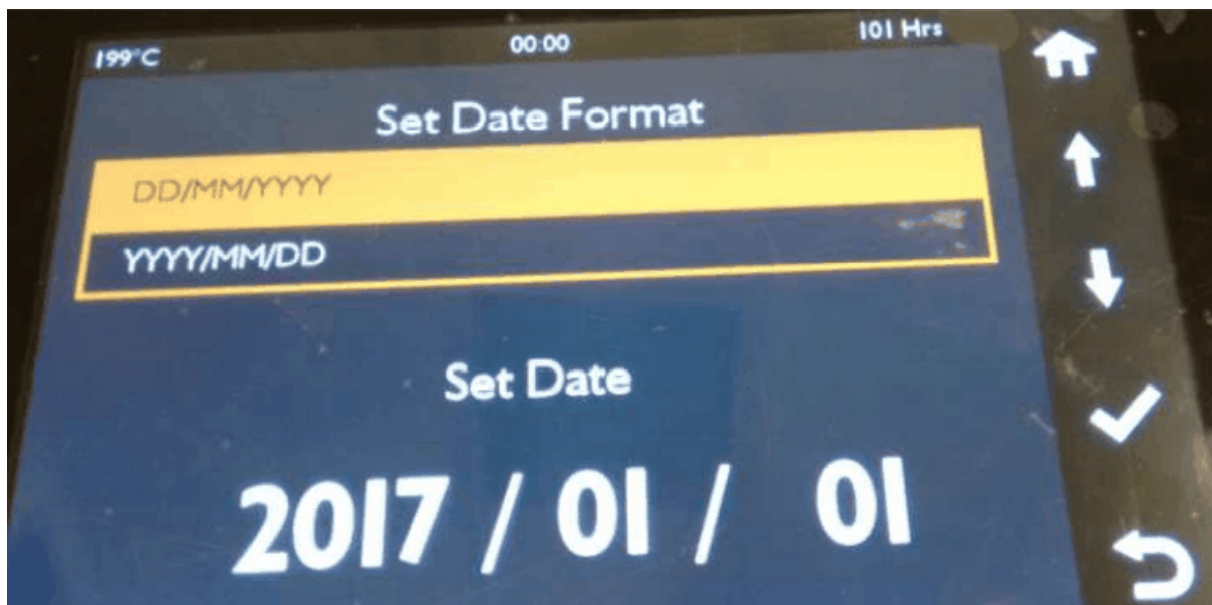 199°C 00:00 101 Hrs
Set Date Format
DD/MM/YYYY
YYYY/MM/DD
Set Date
2017 / 01 / 01